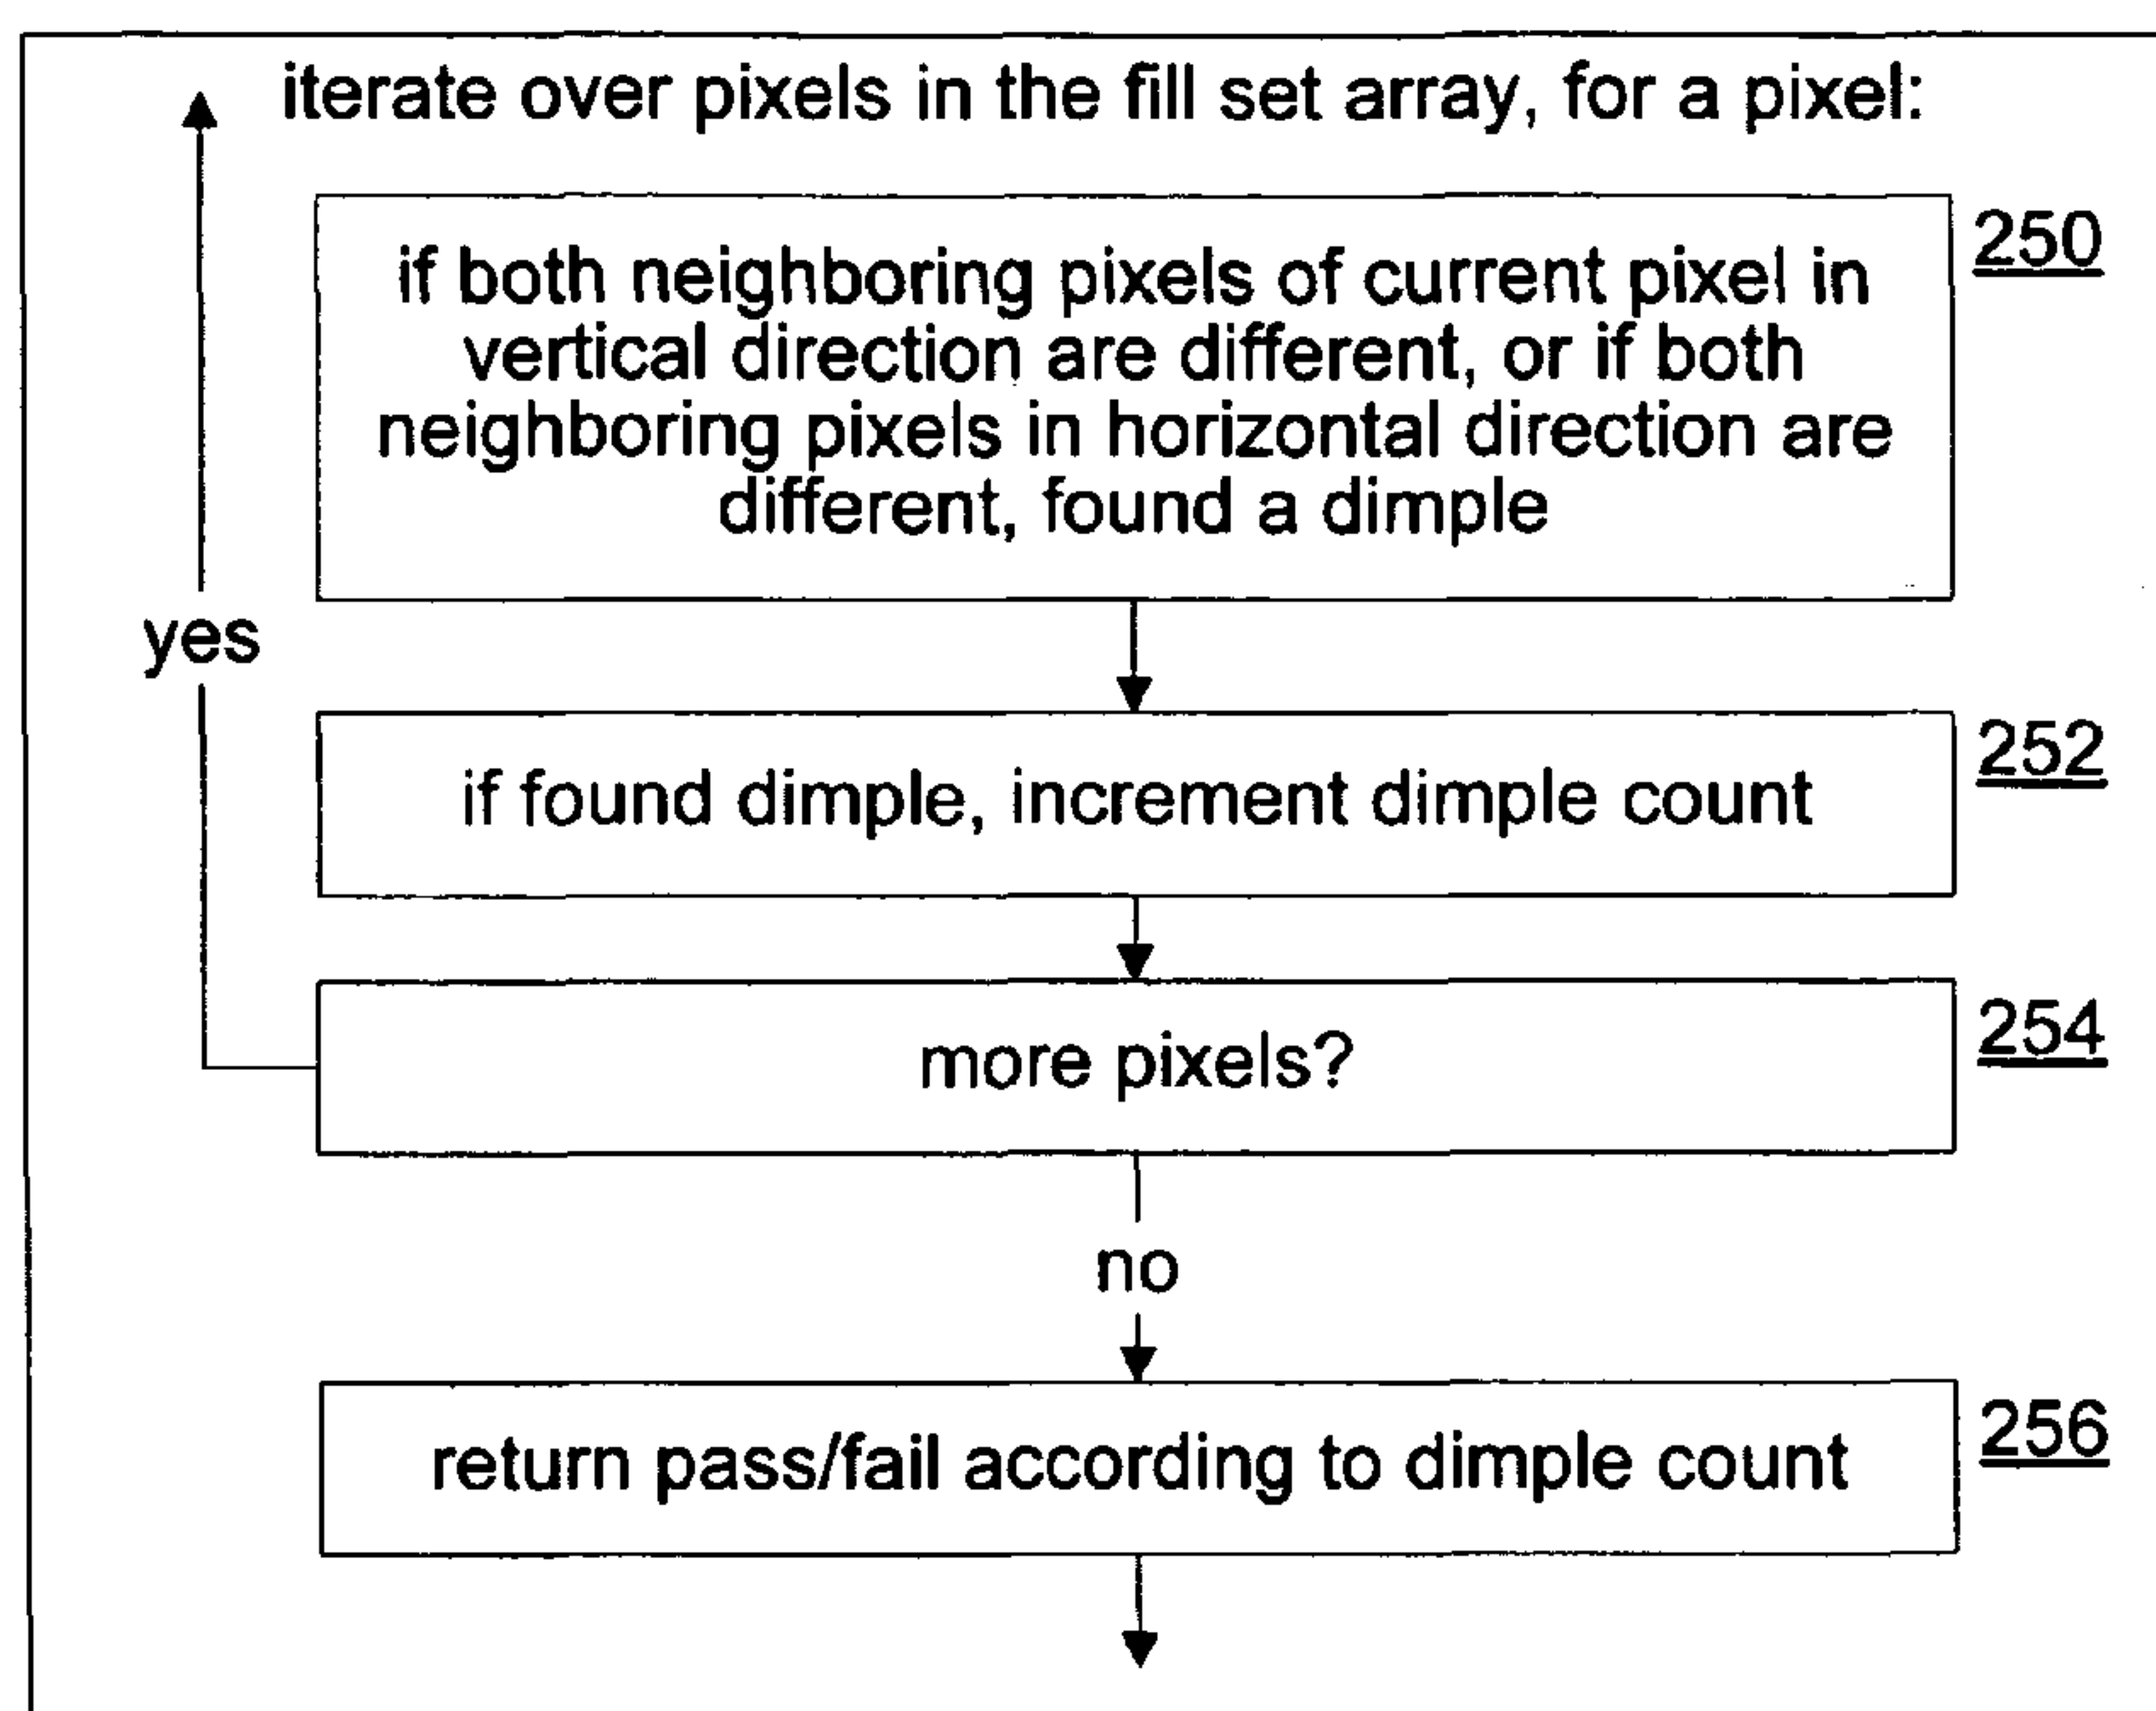 iterate over pixels in the fill set array, for a pixel:
250
if both neighboring pixels of current pixel in
vertical direction are different, or if both
neighboring pixels in horizontal direction are
different, found a dimple
yes
252
if found dimple, increment dimple count
254
more pixels?
no
256
return pass/fail according to dimple count